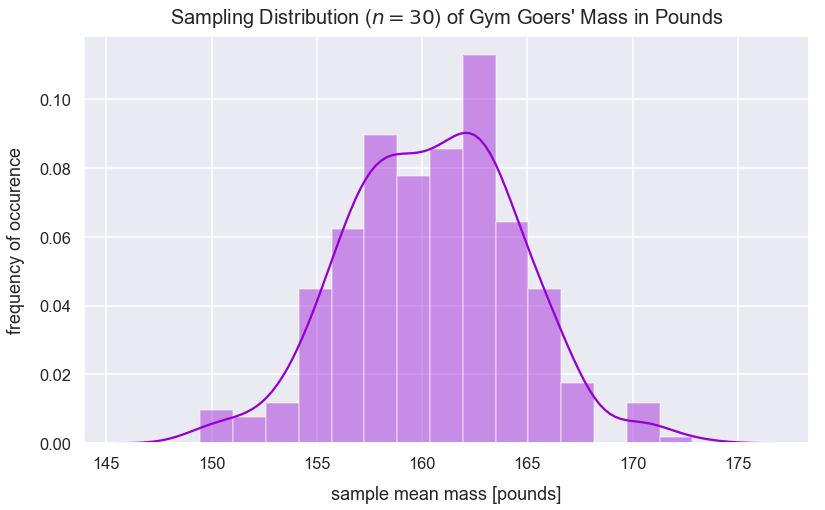 Sampling Distribution (n = 30) of Gym Goers' Mass in Pounds
frequency of occurence
0.10
0.08
0.06
0.04
0.02
0.00
145 150 155 160 165 170 175
sample mean mass [pounds]